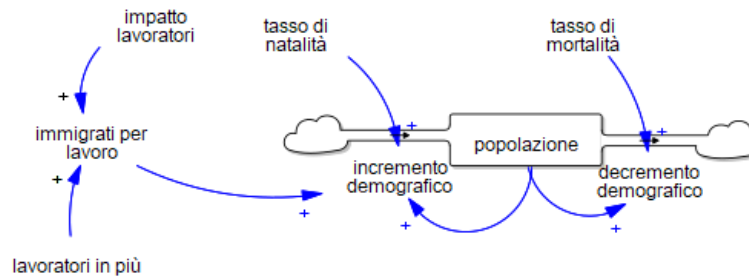 impatto
lavoratori
tasso di
natalità
tasso di
mortalità
+
+
+
immigrati per
lavoro
popolazione
+
incremento
demografico
decremento
demografico
+
+
+
lavoratori in più